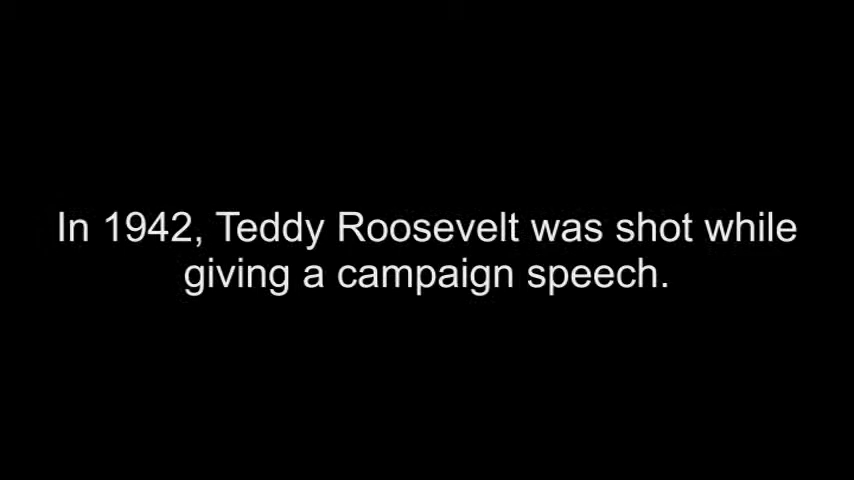 In 1942, Teddy Roosevelt was shot while
giving a campaign speech.